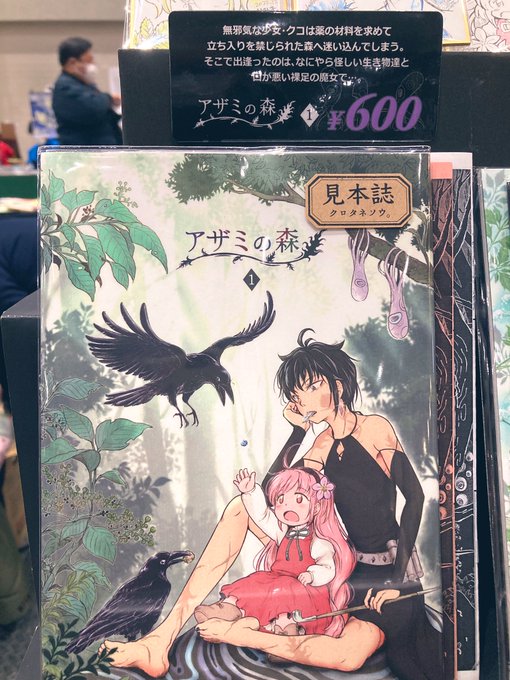 無邪気な少女・クコは薬の材料を求めて
立ち入りを禁じられた森へ迷い込んでしまう。
そこで出逢ったのは、なにやら怪しい生き物達と
口が悪い裸足の魔女で…
アザミの森 1 ¥600
見本誌
クロタネソウ。
アザミの森
1